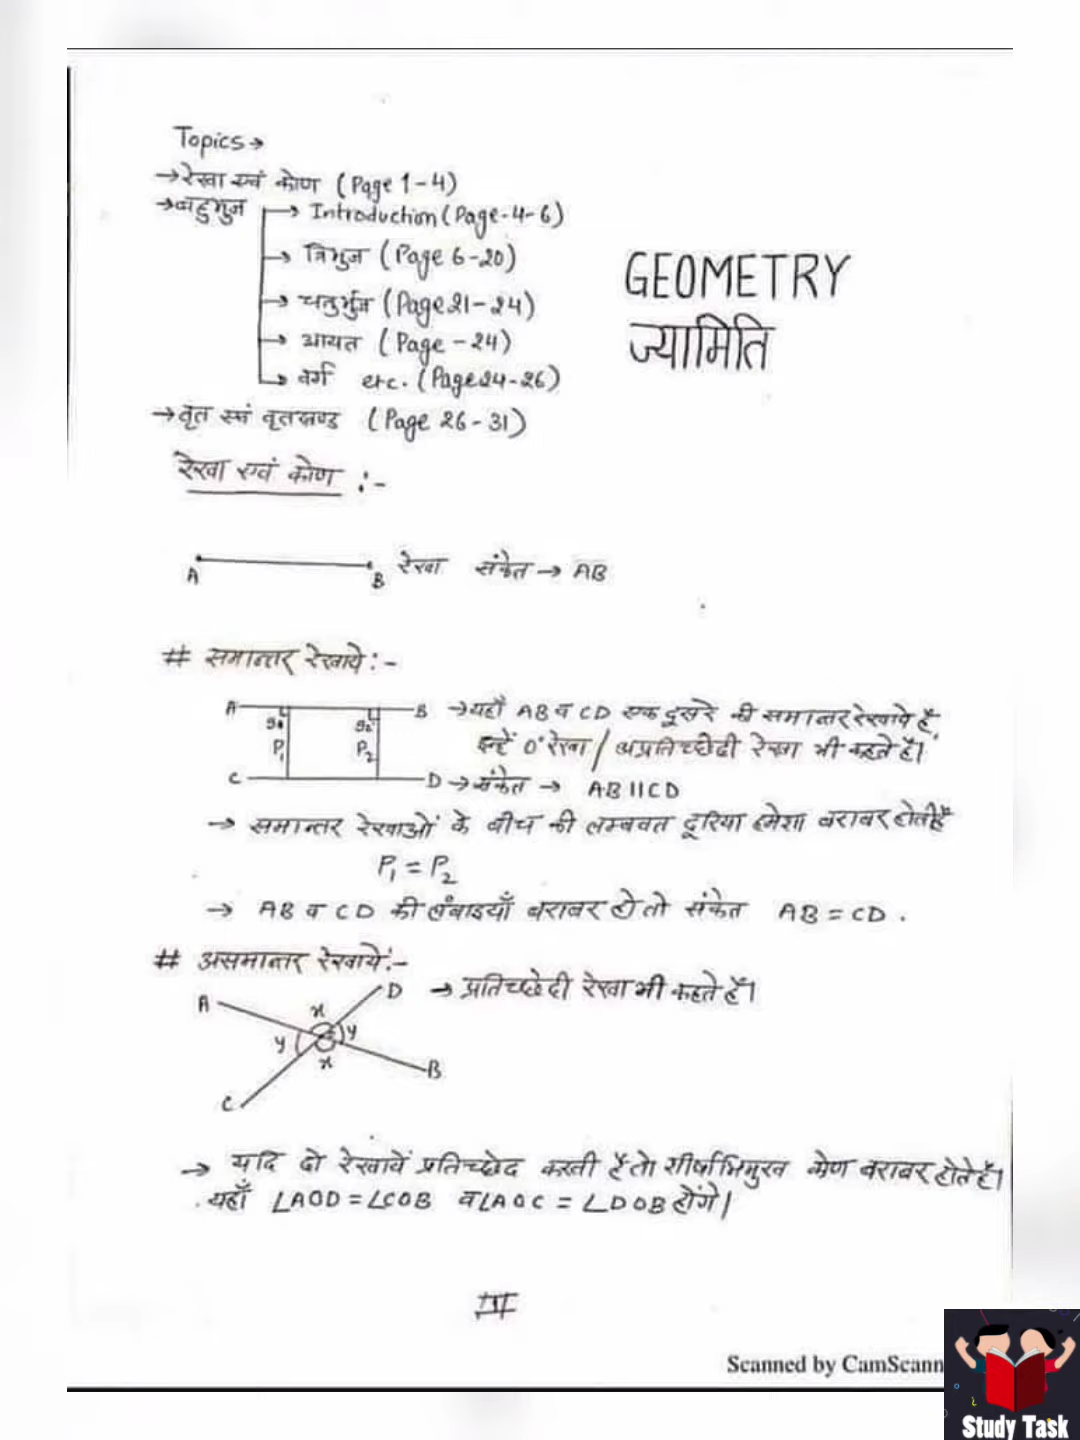 Topics →
→ रेखा एवं कोण (Page 1-4)
→ बहुभुज → Introduction (Page-4-6)
→ त्रिभुज (Page 6-20)
→ चतुर्भुज (Page 21-24)
→ आयत (Page -24)
→ वर्ग etc. (Page 24-26)
→ वृत एवं वृतखण्ड (Page 26-31)
GEOMETRY
ज्यामिति
रेखा एवं कोण :-
A B रेखा संकेत → AB
# समान्तर रेखाये :-
A B → यहाँ AB व CD एक दूसरे की समान्तर रेखाये है,
इन्हें 0° रेखा / अप्रतिच्छेदी रेखा भी कहते है।
P₁ P₂
C D → संकेत → AB || CD
→ समान्तर रेखाओं के बीच की लम्बवत दूरिया हमेशा बराबर होती है
P₁ = P₂
→ AB व CD की लंबाइयाँ बराबर हो तो संकेत AB = CD.
# असमान्तर रेखायें:-
A D → प्रतिच्छेदी रेखा भी कहते हैं।
x
y y
x
B
C
→ यदि दो रेखायें प्रतिच्छेद करती हैं तो शीर्षाभिमुख कोण बराबर होते हैं।
यहाँ ∠AOD = ∠COB व ∠AOC = ∠DOB होंगे।
Scanned by CamScann
Study Task